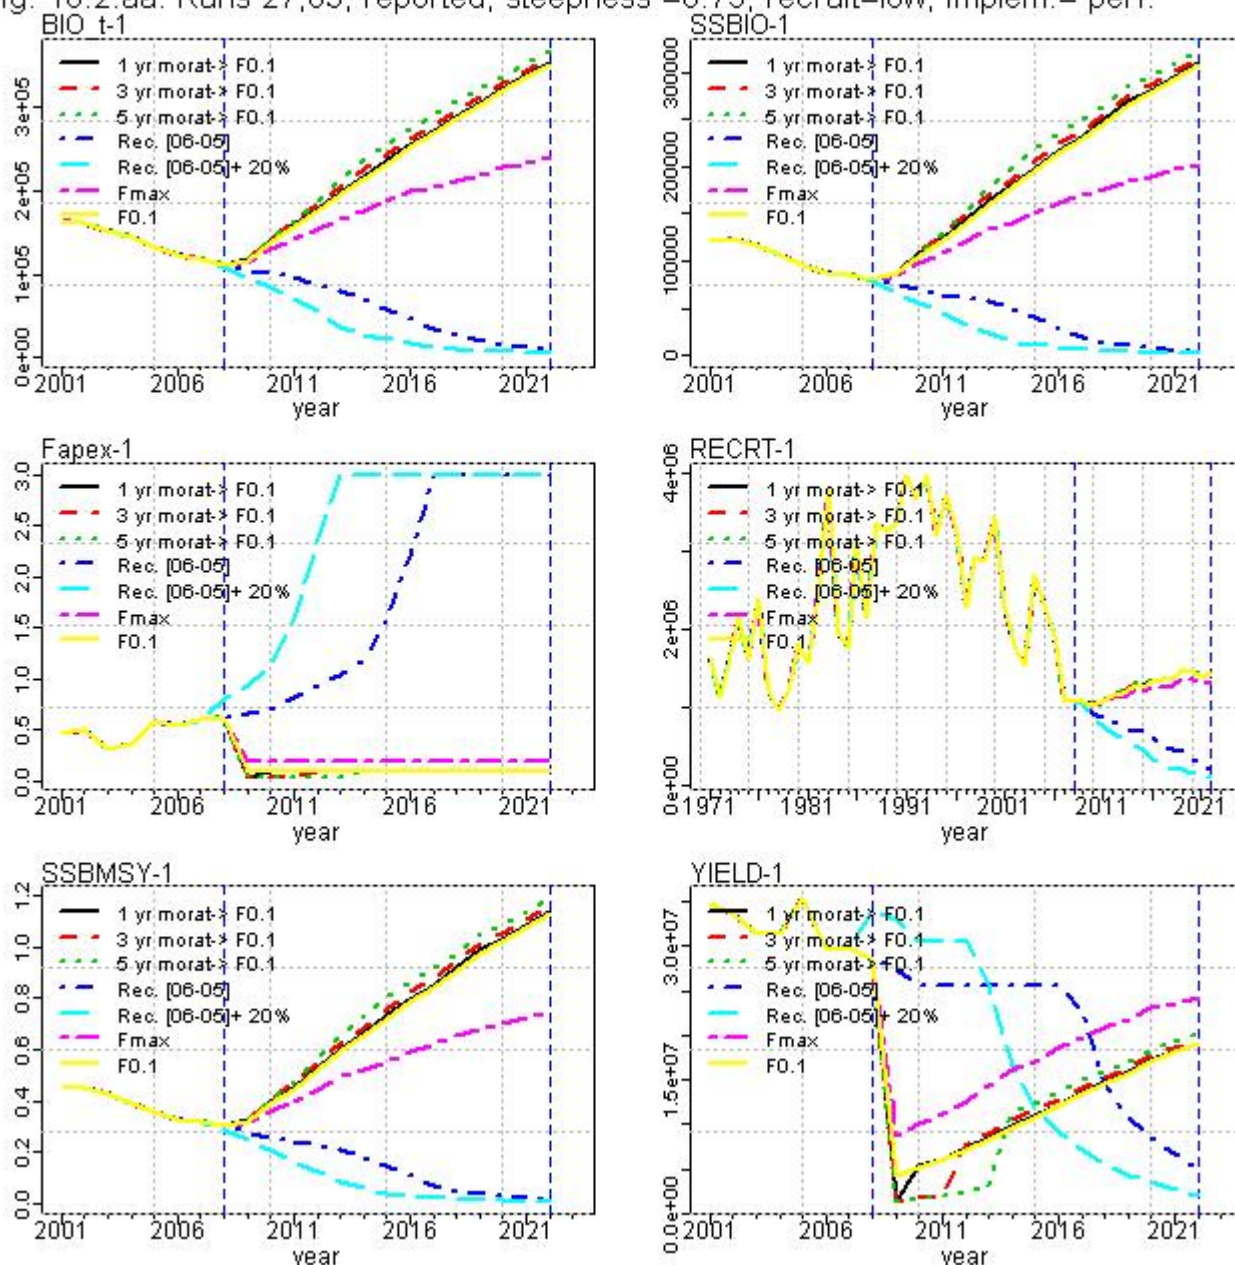 BIO_t-1
1 yr morat-> F0.1
3 yr morat-> F0.1
5 yr morat-> F0.1
Rec. [06-05]
Rec. [06-05]+ 20%
Fmax
F0.1
0e+00 1e+05 2e+05 3e+05
2001 2006 2011 2016 2021
year
SSBIO-1
1 yr morat-> F0.1
3 yr morat-> F0.1
5 yr morat-> F0.1
Rec. [06-05]
Rec. [06-05]+ 20%
Fmax
F0.1
0 100000 200000 300000
2001 2006 2011 2016 2021
year
Fapex-1
1 yr morat-> F0.1
3 yr morat-> F0.1
5 yr morat-> F0.1
Rec. [06-05]
Rec. [06-05]+ 20%
Fmax
F0.1
0.0 0.5 1.0 1.5 2.0 2.5 3.0
2001 2006 2011 2016 2021
year
RECRT-1
1 yr morat-> F0.1
3 yr morat-> F0.1
5 yr morat-> F0.1
Rec. [06-05]
Rec. [06-05]+ 20%
Fmax
F0.1
0e+00 2e+06 4e+06
1971 1981 1991 2001 2011 2021
year
SSBMSY-1
1 yr morat-> F0.1
3 yr morat-> F0.1
5 yr morat-> F0.1
Rec. [06-05]
Rec. [06-05]+ 20%
Fmax
F0.1
0.0 0.2 0.4 0.6 0.8 1.0 1.2
2001 2006 2011 2016 2021
year
YIELD-1
1 yr morat-> F0.1
3 yr morat-> F0.1
5 yr morat-> F0.1
Rec. [06-05]
Rec. [06-05]+ 20%
Fmax
F0.1
0.0e+00 1.5e+07 3.0e+07
2001 2006 2011 2016 2021
year